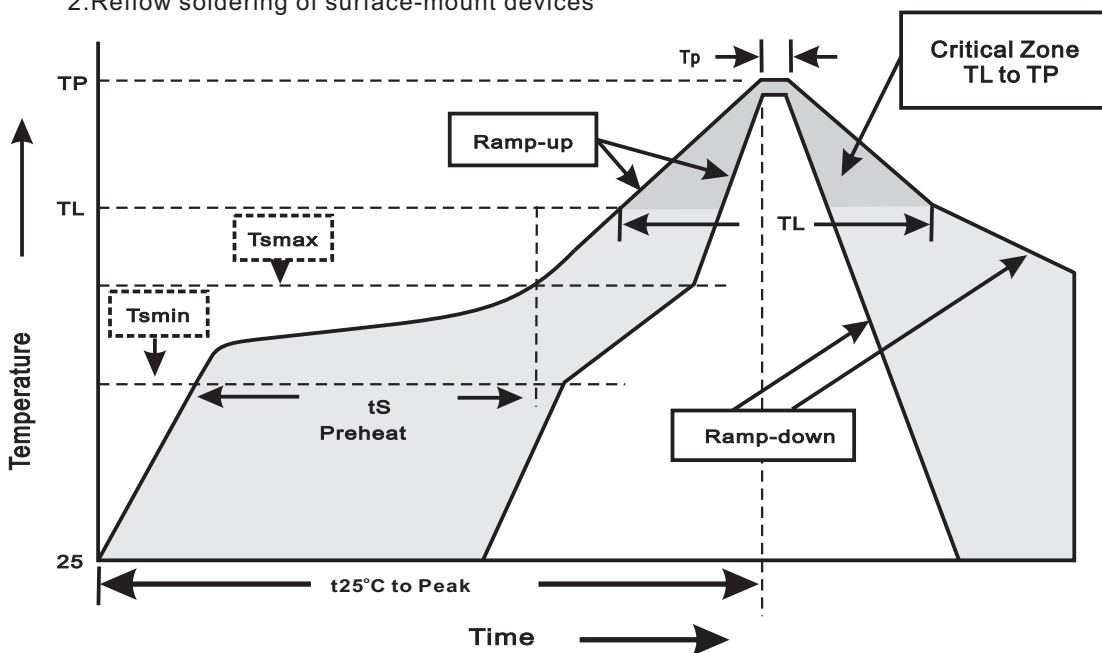 2.Reflow soldering of surface-mount devices
Tp
Critical Zone
TL to TP
TP
Ramp-up
TL
TL
Tsmax
Tsmin
tS
Preheat
Ramp-down
Temperature
25
t25°C to Peak
Time